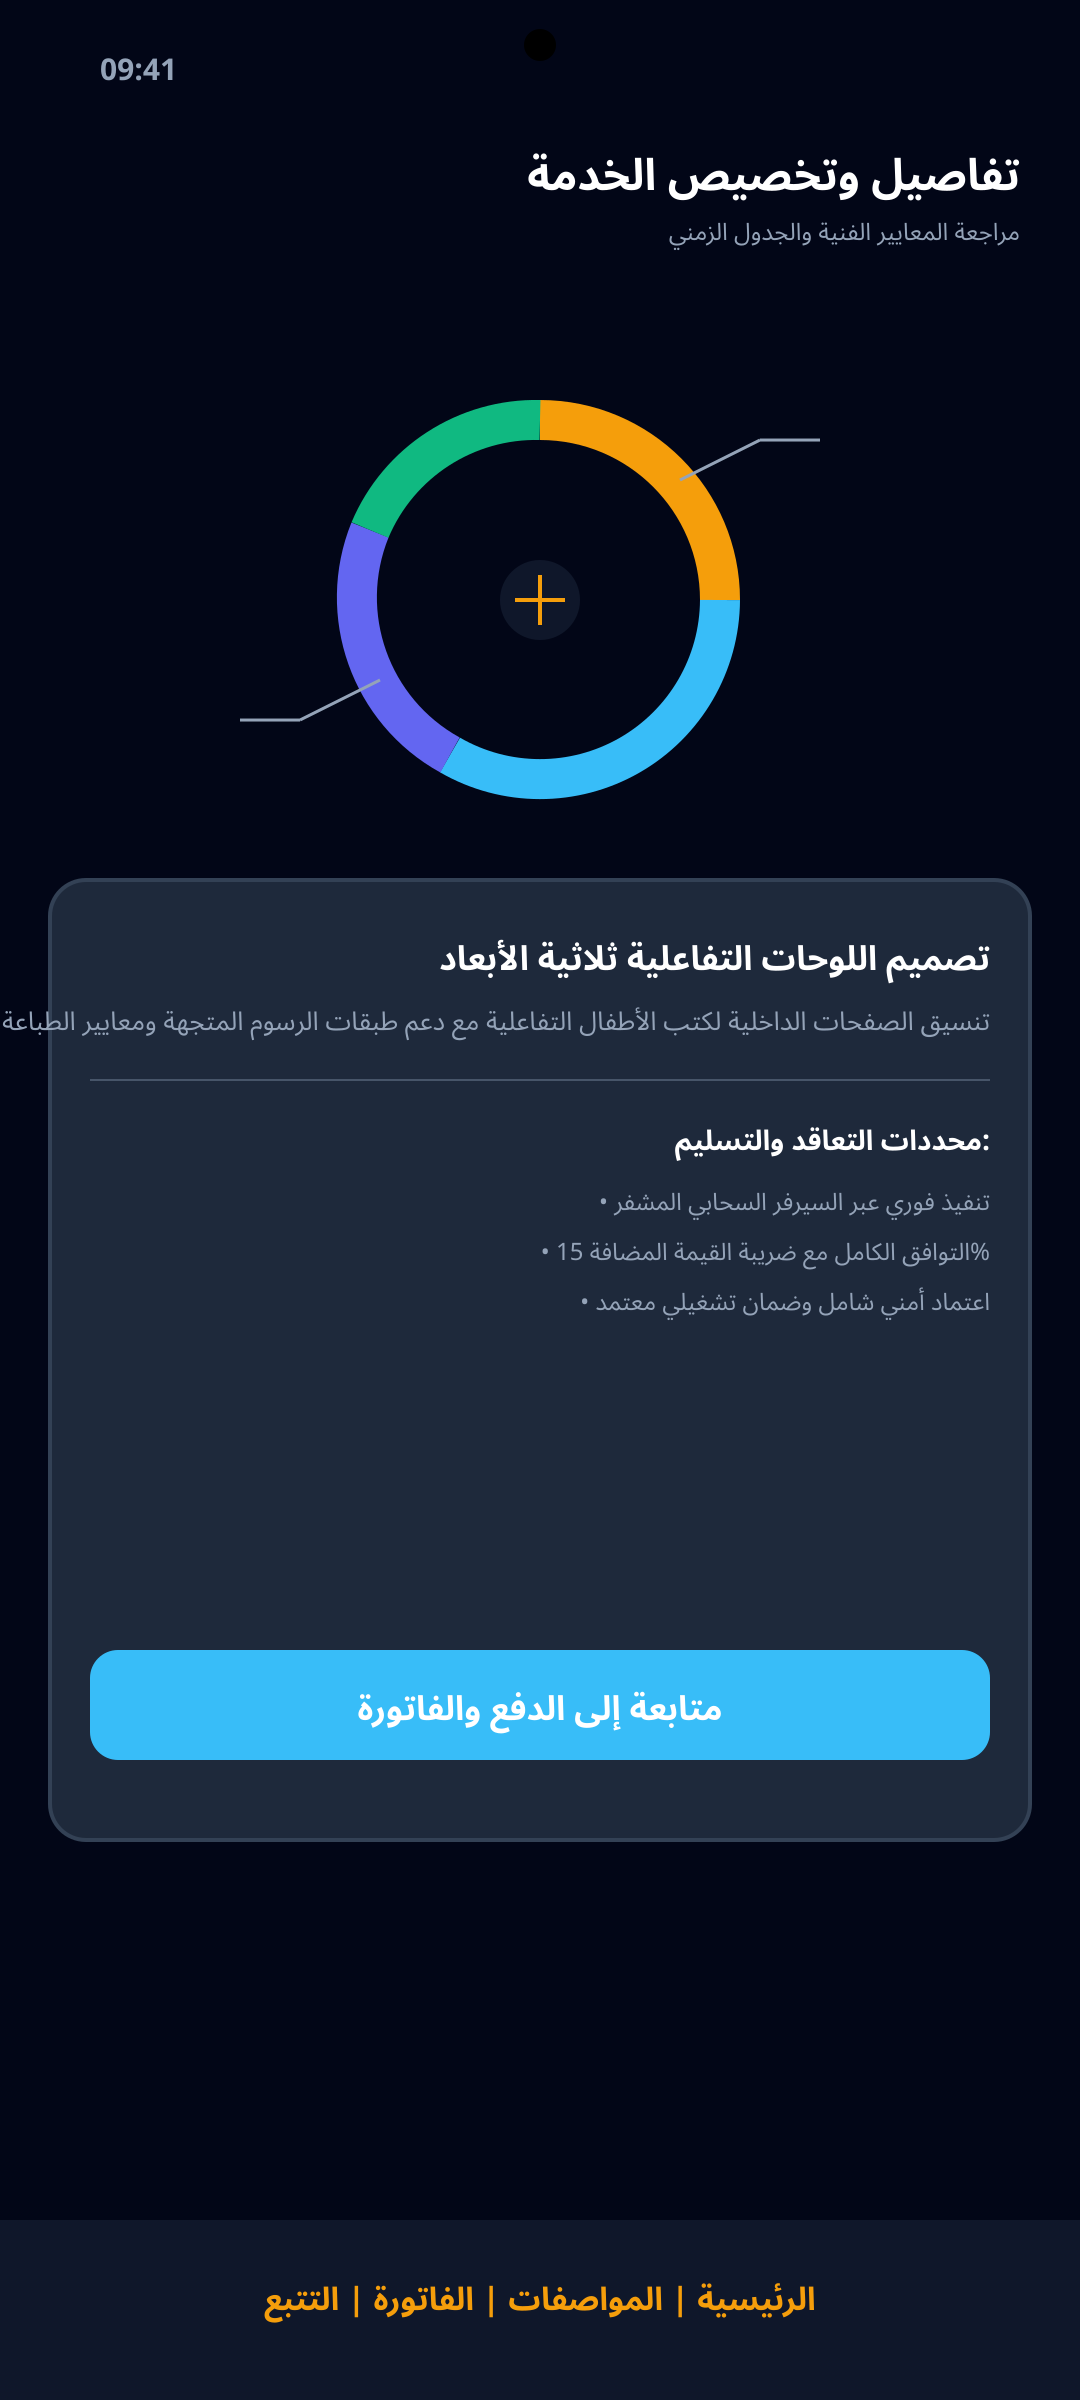 09:41
تفاصيل وتخصيص الخدمة
مراجعة المعايير الفنية والجدول الزمني
تصميم اللوحات التفاعلية ثلاثية الأبعاد
تنسيق الصفحات الداخلية لكتب الأطفال التفاعلية مع دعم طبقات الرسوم المتجهة ومعايير الطباعة
محددات التعاقد والتسليم:
• تنفيذ فوري عبر السيرفر السحابي المشفر
• التوافق الكامل مع ضريبة القيمة المضافة 15%
• اعتماد أمني شامل وضمان تشغيلي معتمد
متابعة إلى الدفع والفاتورة
الرئيسية | المواصفات | الفاتورة | التتبع